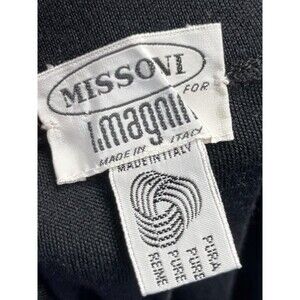 MISSONI
FOR
I.magnin
MADE IN ITALY
MADE IN ITALY
PURA
PURE
PURE
REINE